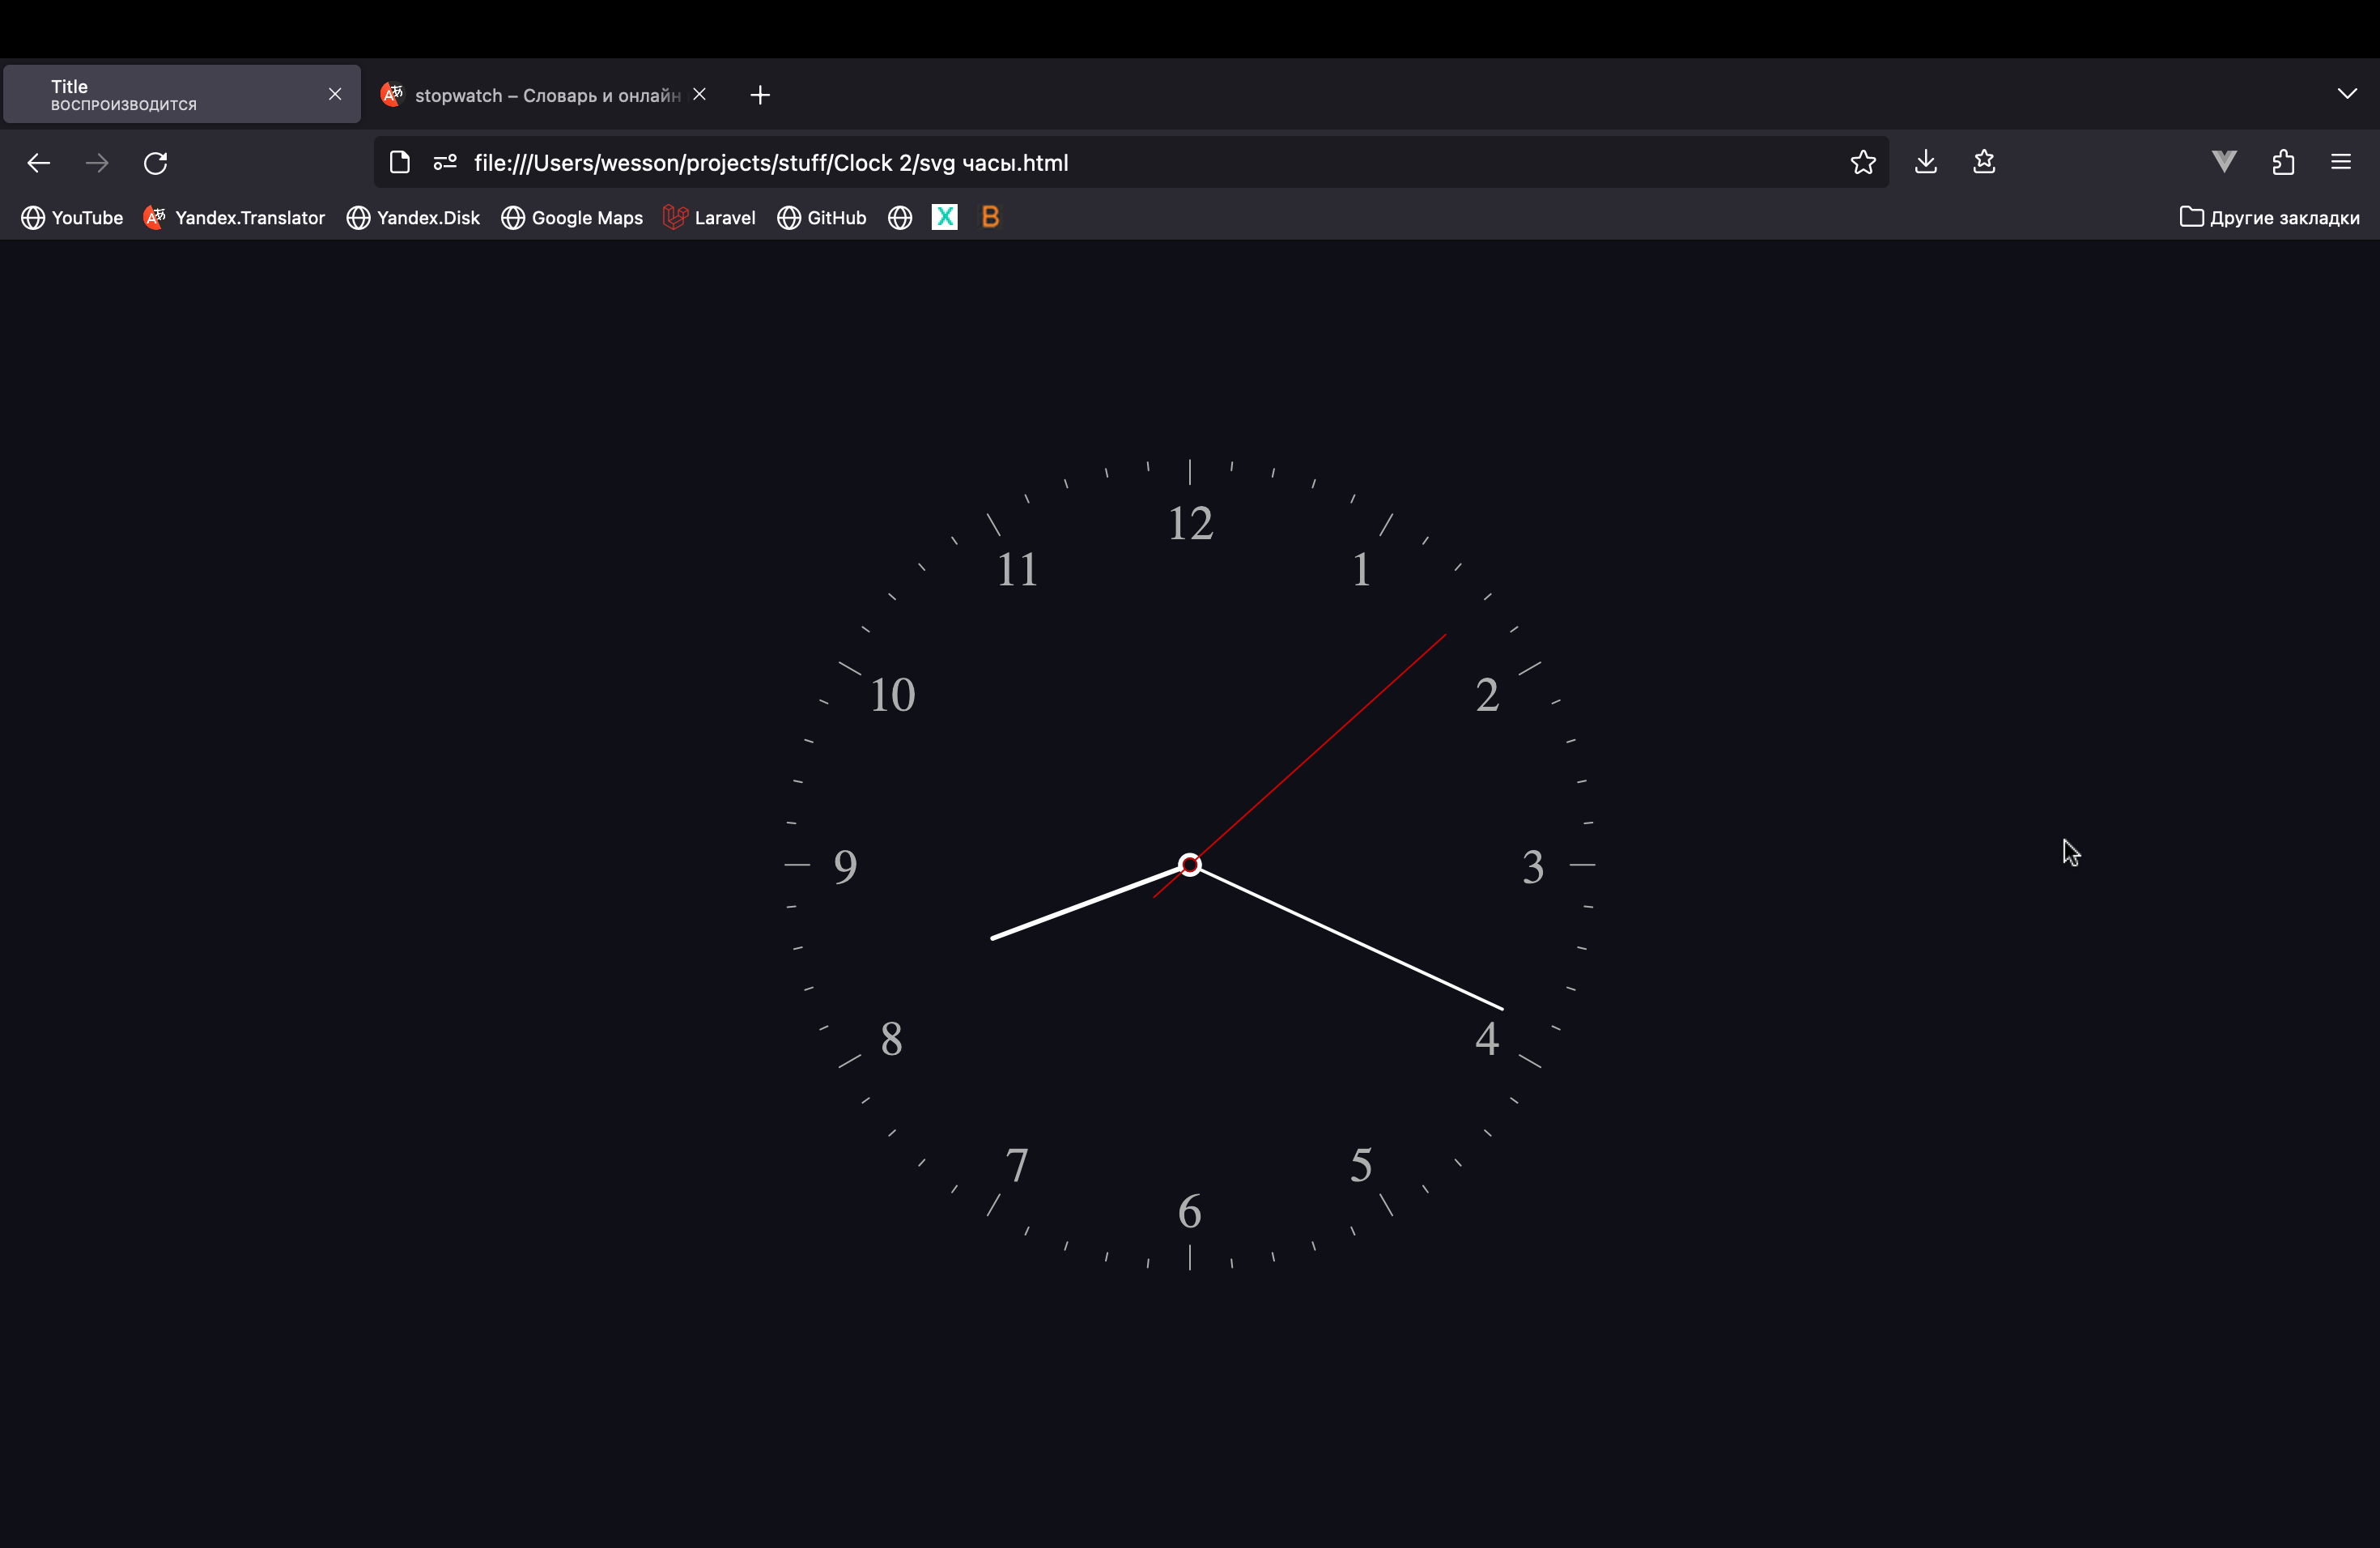 Title
ВОСПРОИЗВОДИТСЯ
stopwatch – Словарь и онлайн
file:///Users/wesson/projects/stuff/Clock 2/svg часы.html
YouTube Yandex.Translator Yandex.Disk Google Maps Laravel GitHub X B Другие закладки
12
11 1
10 2
9 3
8 4
7 5
6